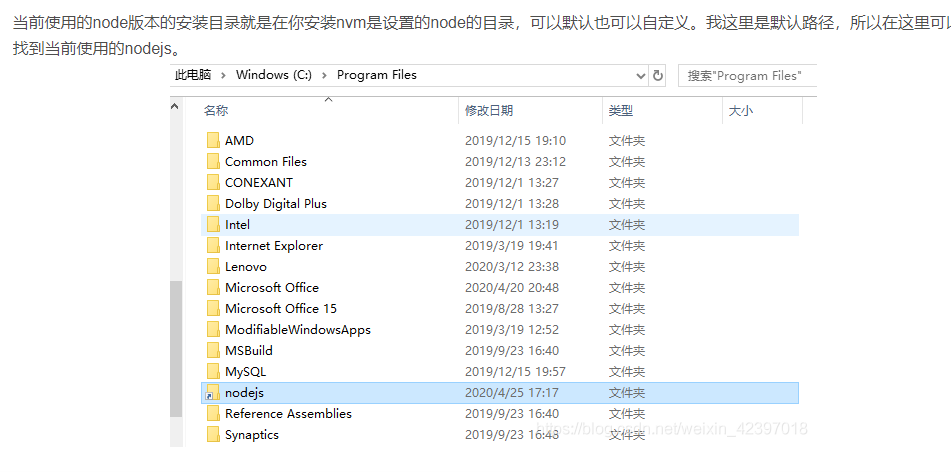 当前使用的node版本的安装目录就是在你安装nvm是设置的node的目录，可以默认也可以自定义。我这里是默认路径，所以在这里可以
找到当前使用的nodejs。
此电脑 > Windows (C:) > Program Files
搜索"Program Files"
名称 修改日期 类型 大小
AMD 2019/12/15 19:10 文件夹
Common Files 2019/12/13 23:12 文件夹
CONEXANT 2019/12/1 13:27 文件夹
Dolby Digital Plus 2019/12/1 13:28 文件夹
Intel 2019/12/1 13:19 文件夹
Internet Explorer 2019/3/19 19:41 文件夹
Lenovo 2020/3/12 23:38 文件夹
Microsoft Office 2020/4/20 20:48 文件夹
Microsoft Office 15 2019/8/28 13:27 文件夹
ModifiableWindowsApps 2019/3/19 12:52 文件夹
MSBuild 2019/9/23 16:40 文件夹
MySQL 2019/12/15 19:57 文件夹
nodejs 2020/4/25 17:17 文件夹
Reference Assemblies 2019/9/23 16:40 文件夹
Synaptics 2019/9/23 16:48 文件夹
https://blog.csdn.net/weixin_42397018